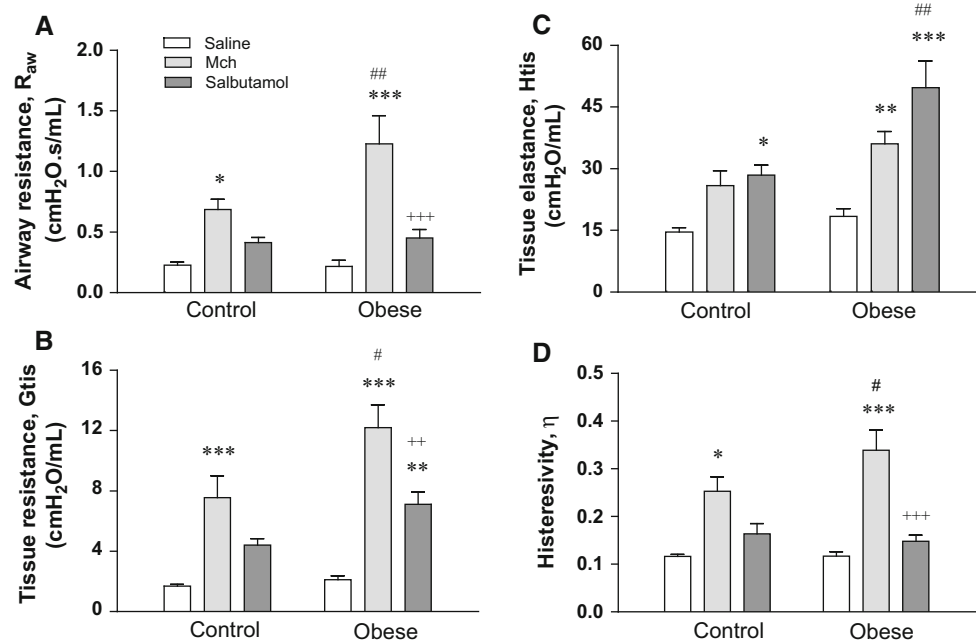 A
Saline
Mch
Salbutamol
Airway resistance, Raw
(cmH2O.s/mL)
2.0
1.5
1.0
0.5
0.0
*
##
***
+++
Control
Obese
C
Tissue elastance, Htis
(cmH2O/mL)
60
45
30
15
0
*
**
##
***
Control
Obese
B
Tissue resistance, Gtis
(cmH2O/mL)
16
12
8
4
0
***
#
***
++
**
Control
Obese
D
Histeresivity, η
0.5
0.4
0.3
0.2
0.1
0.0
*
#
***
+++
Control
Obese